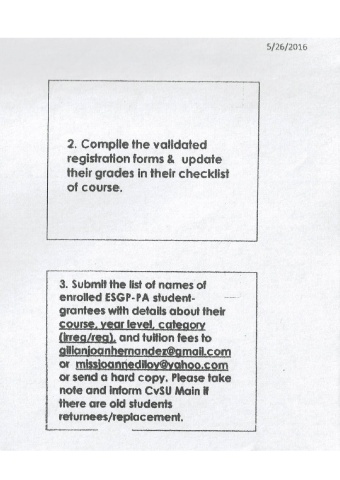 5/26/2016
2. Compile the validated
registration forms & update
their grades in their checklist
of course.
3. Submit the list of names of
enrolled ESGP-PA student-
grantees with details about their
course, year level, category
(irreg/reg), and tuition fees to
gilianjoanhernandez@gmail.com
or missjoannediloy@yahoo.com
or send a hard copy. Please take
note and inform CvSU Main if
there are old students
returnees/replacement.